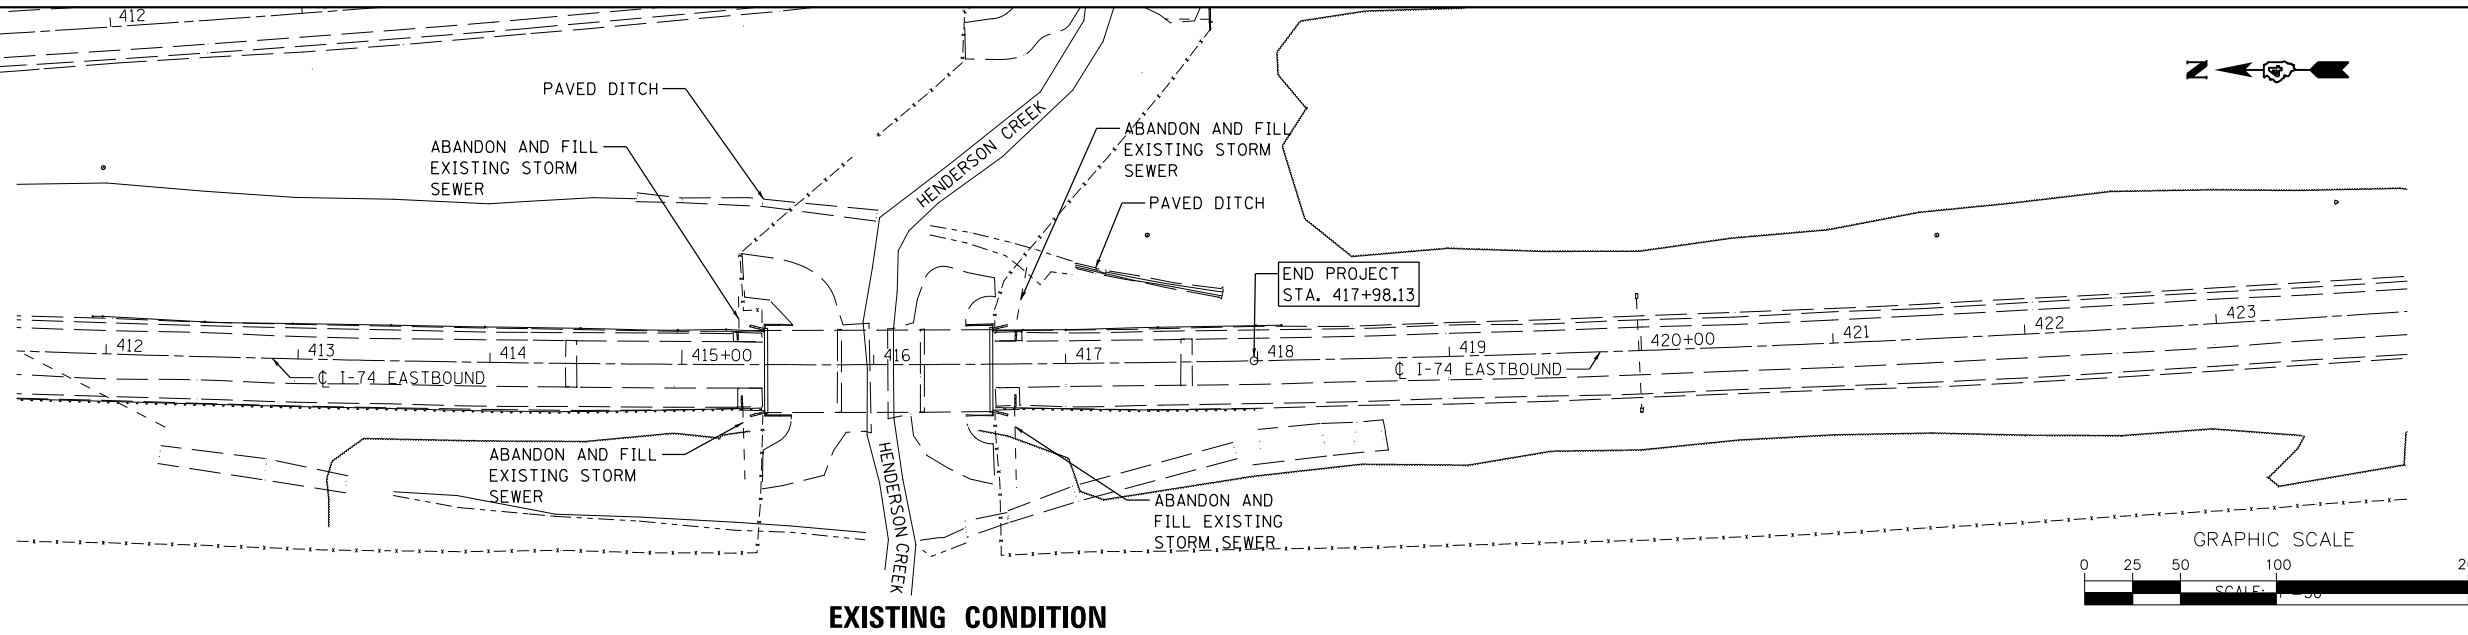 412
N
PAVED DITCH
ABANDON AND FILL
EXISTING STORM
SEWER
HENDERSON CREEK
ABANDON AND FILL
EXISTING STORM
SEWER
PAVED DITCH
END PROJECT
STA. 417+98.13
412
413
414
415+00
416
417
418
419
420+00
421
422
423
℄ I-74 EASTBOUND
℄ I-74 EASTBOUND
ABANDON AND FILL
EXISTING STORM
SEWER
HENDERSON CREEK
ABANDON AND
FILL EXISTING
STORM SEWER
GRAPHIC SCALE
0 25 50 100
SCALE:
EXISTING CONDITION